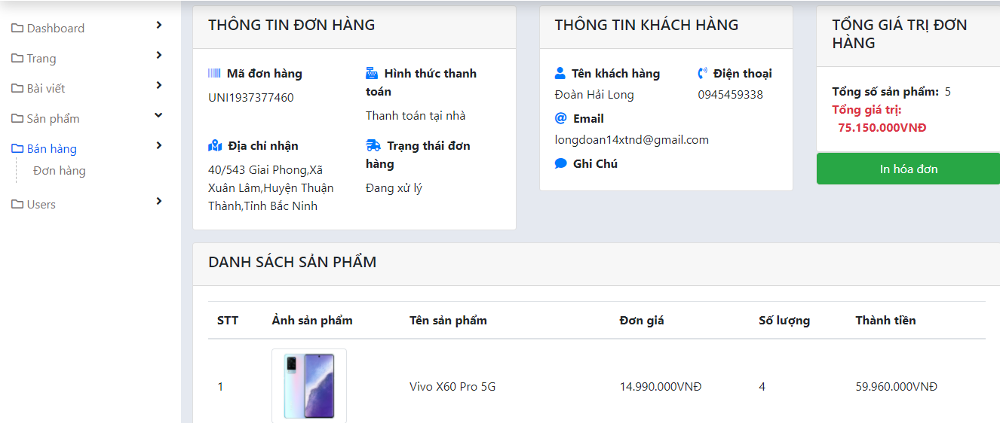 Dashboard
Trang
Bài viết
Sản phẩm
Bán hàng
Đơn hàng
Users
THÔNG TIN ĐƠN HÀNG
Mã đơn hàng
UNI1937377460
Hình thức thanh
toán
Thanh toán tại nhà
Địa chỉ nhận
40/543 Giai Phong,Xã
Xuân Lâm,Huyện Thuận
Thành,Tỉnh Bắc Ninh
Trạng thái đơn
hàng
Đang xử lý
THÔNG TIN KHÁCH HÀNG
Tên khách hàng
Đoàn Hải Long
Điện thoại
0945459338
Email
longdoan14xtnd@gmail.com
Ghi Chú
TỔNG GIÁ TRỊ ĐƠN
HÀNG
Tổng số sản phẩm: 5
Tổng giá trị:
75.150.000VNĐ
In hóa đơn
DANH SÁCH SẢN PHẨM
STT Ảnh sản phẩm Tên sản phẩm Đơn giá Số lượng Thành tiền
1 Vivo X60 Pro 5G 14.990.000VNĐ 4 59.960.000VNĐ